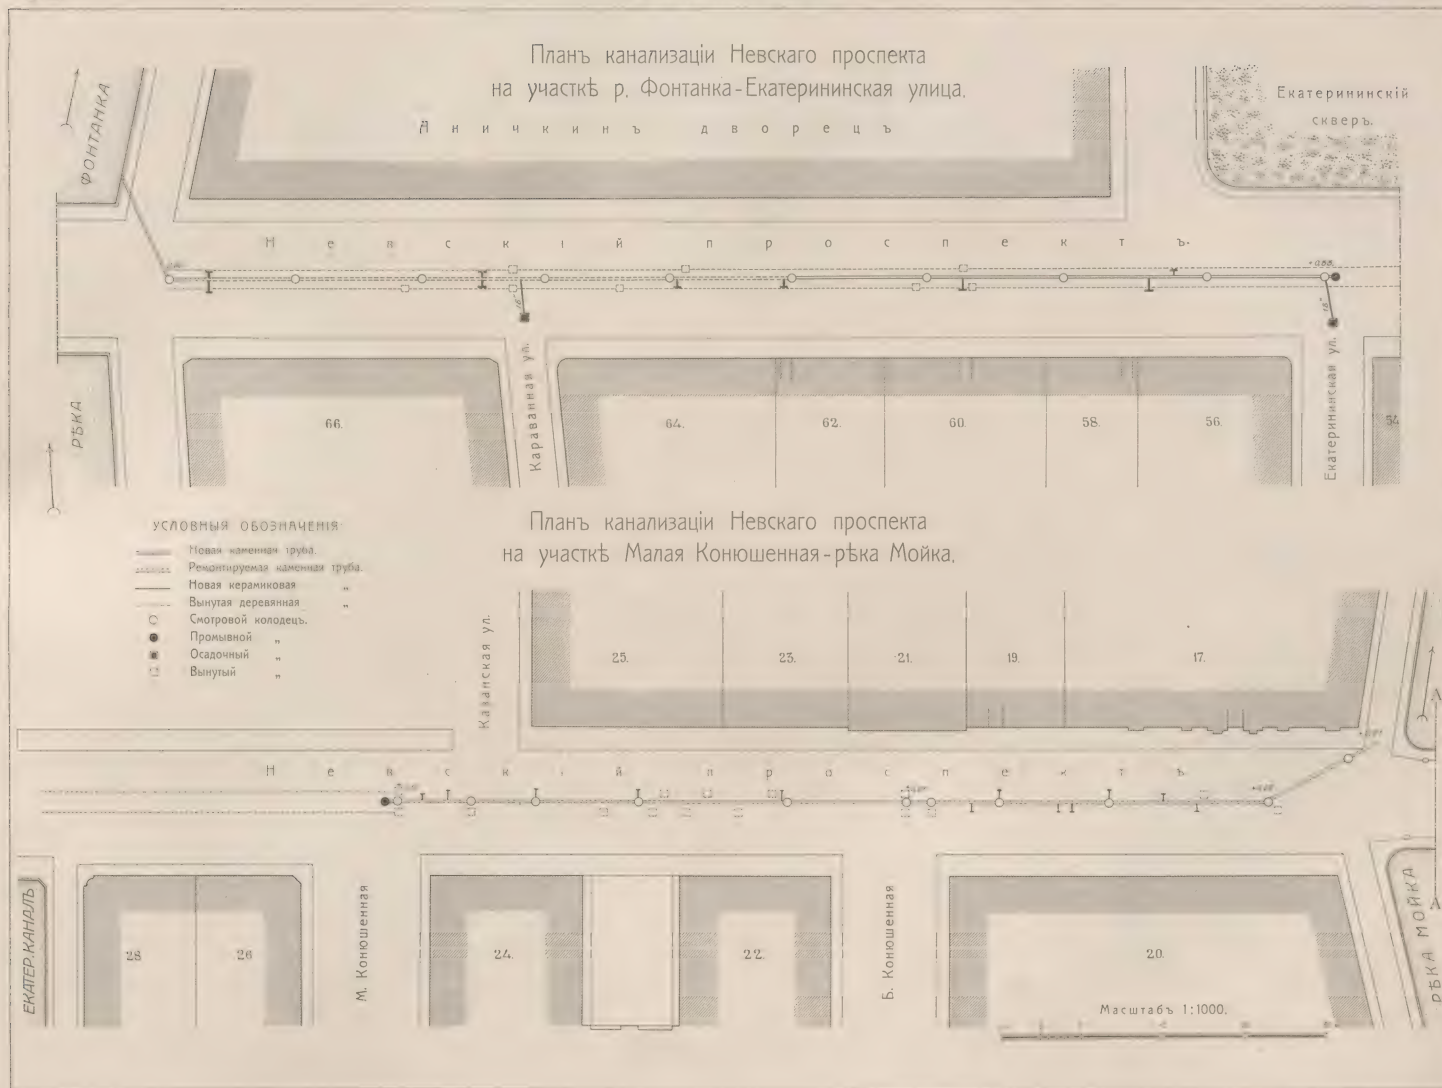 Планъ канализаціи Невскаго проспекта
на участкѣ р. Фонтанка-Екатерининская улица.
Аничкинъ дворецъ
ФОНТАНКА
Екатерининскій
скверъ.
Невскій проспектъ.
18"
18"
РѢКА
66.
Караванная ул.
64.
62.
60.
58.
56.
Екатерининская ул.
54
УСЛОВНЫЯ ОБОЗНАЧЕНІЯ:
Новая каменная труба.
Ремонтируемая каменная труба.
Новая керамиковая „
Вынутая деревянная „
Смотровой колодецъ.
Промывной „
Осадочный „
Вынутый „
Планъ канализаціи Невскаго проспекта
на участкѣ Малая Конюшенная-рѣка Мойка.
Казанская ул.
25.
23.
21.
19.
17.
А
Невскій проспектъ
ЕКАТЕР. КАНАЛЪ
28
26
М. Конюшенная
24.
22.
Б. Конюшенная
20.
РѢКА МОЙКА
А
Масштабъ 1:1000.